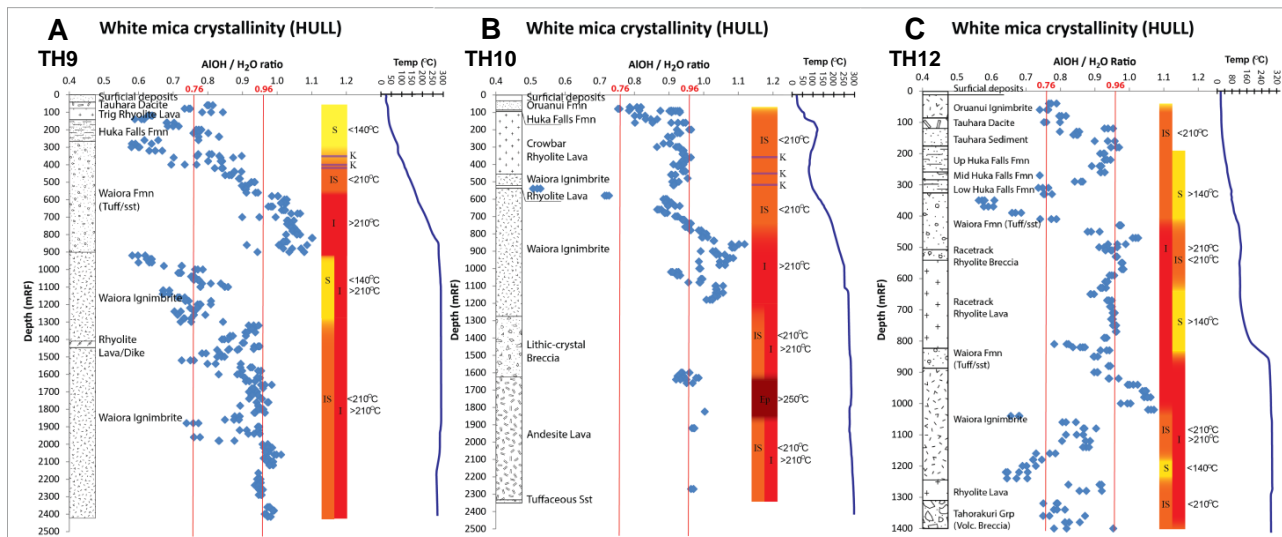 A White mica crystallinity (HULL)
TH9
AlOH / H₂O ratio
Temp (°C)
0.4 0.5 0.6 0.7 0.8 0.9 1.0 1.1 1.2
0 50 100 150 200 250 300
0.76 0.96
Depth (mRF)
0
100
200
300
400
500
600
700
800
900
1000
1100
1200
1300
1400
1500
1600
1700
1800
1900
2000
2100
2200
2300
2400
2500
Surficial deposits
Tauhara Dacite
Trig Rhyolite Lava
Huka Falls Fmn
Waiora Fmn
(Tuff/sst)
Waiora Ignimbrite
Rhyolite
Lava/Dike
Waiora Ignimbrite
S <140°C
K
K
IS <210°C
I >210°C
S <140°C
I >210°C
IS <210°C
I >210°C
B White mica crystallinity (HULL)
TH10
AlOH / H₂O ratio
Temp (°C)
0.4 0.5 0.6 0.7 0.8 0.9 1.0 1.1 1.2
0 50 100 150 200 250 300
0.76 0.96
Depth (mRF)
0
100
200
300
400
500
600
700
800
900
1000
1100
1200
1300
1400
1500
1600
1700
1800
1900
2000
2100
2200
2300
2400
2500
Surficial deposits
Oruanui Fmn
Huka Falls Fmn
Crowbar
Rhyolite Lava
Waiora Ignimbrite
Rhyolite Lava
Waiora Ignimbrite
Lithic-crystal
Breccia
Andesite Lava
Tuffaceous Sst
IS <210°C
K
K
K
IS <210°C
I >210°C
IS <210°C
I >210°C
Ep >250°C
IS <210°C
I >210°C
C White mica crystallinity (HULL)
TH12
AlOH / H₂O ratio
Temp (°C)
0.4 0.5 0.6 0.7 0.8 0.9 1.0 1.1 1.2
0 80 160 240 300
0.76 0.96
Depth (mRF)
0
100
200
300
400
500
600
700
800
900
1000
1100
1200
1300
1400
Surficial deposits
Oruanui Ignimbrite
Tauhara Dacite
Tauhara Sediment
Up Huka Falls Fmn
Mid Huka Falls Fmn
Low Huka Falls Fmn
Waiora Fmn (Tuff/sst)
Racetrack
Rhyolite Breccia
Racetrack
Rhyolite Lava
Waiora Fmn
(Tuff/sst)
Waiora Ignimbrite
Rhyolite Lava
Tahorakuri Grp
(Volc. Breccia)
IS <210°C
S >140°C
I >210°C
IS <210°C
S >140°C
IS <210°C
I >210°C
S <140°C
IS <210°C